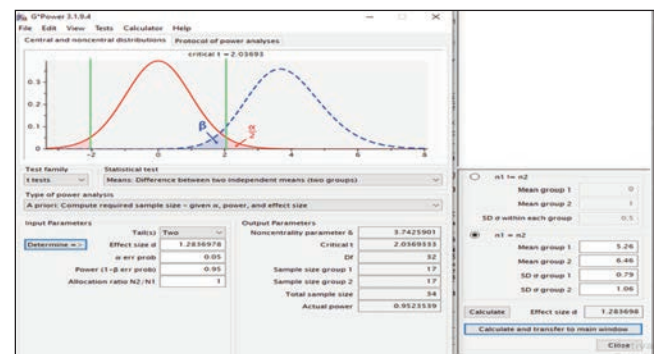 G*Power 3.1.9.4
File Edit View Tests Calculator Help
Central and noncentral distributions Protocol of power analyses
critical t = 2.03693
0.3
0.2
0.1
0
β
α/2
-2 0 2 4 6 8
Test family Statistical test
t tests Means: Difference between two independent means (two groups)
Type of power analysis
A priori: Compute required sample size – given α, power, and effect size
Input Parameters Output Parameters
Tail(s) Two Noncentrality parameter δ 3.7425901
Determine => Effect size d 1.2836978 Critical t 2.0369333
α err prob 0.05 Df 32
Power (1-β err prob) 0.95 Sample size group 1 17
Allocation ratio N2/N1 1 Sample size group 2 17
Total sample size 34
Actual power 0.9523539
n1 != n2
Mean group 1 0
Mean group 2 1
SD σ within each group 0.5
n1 = n2
Mean group 1 5.26
Mean group 2 6.46
SD σ group 1 0.79
SD σ group 2 1.06
Calculate Effect size d 1.283698
Calculate and transfer to main window
Close